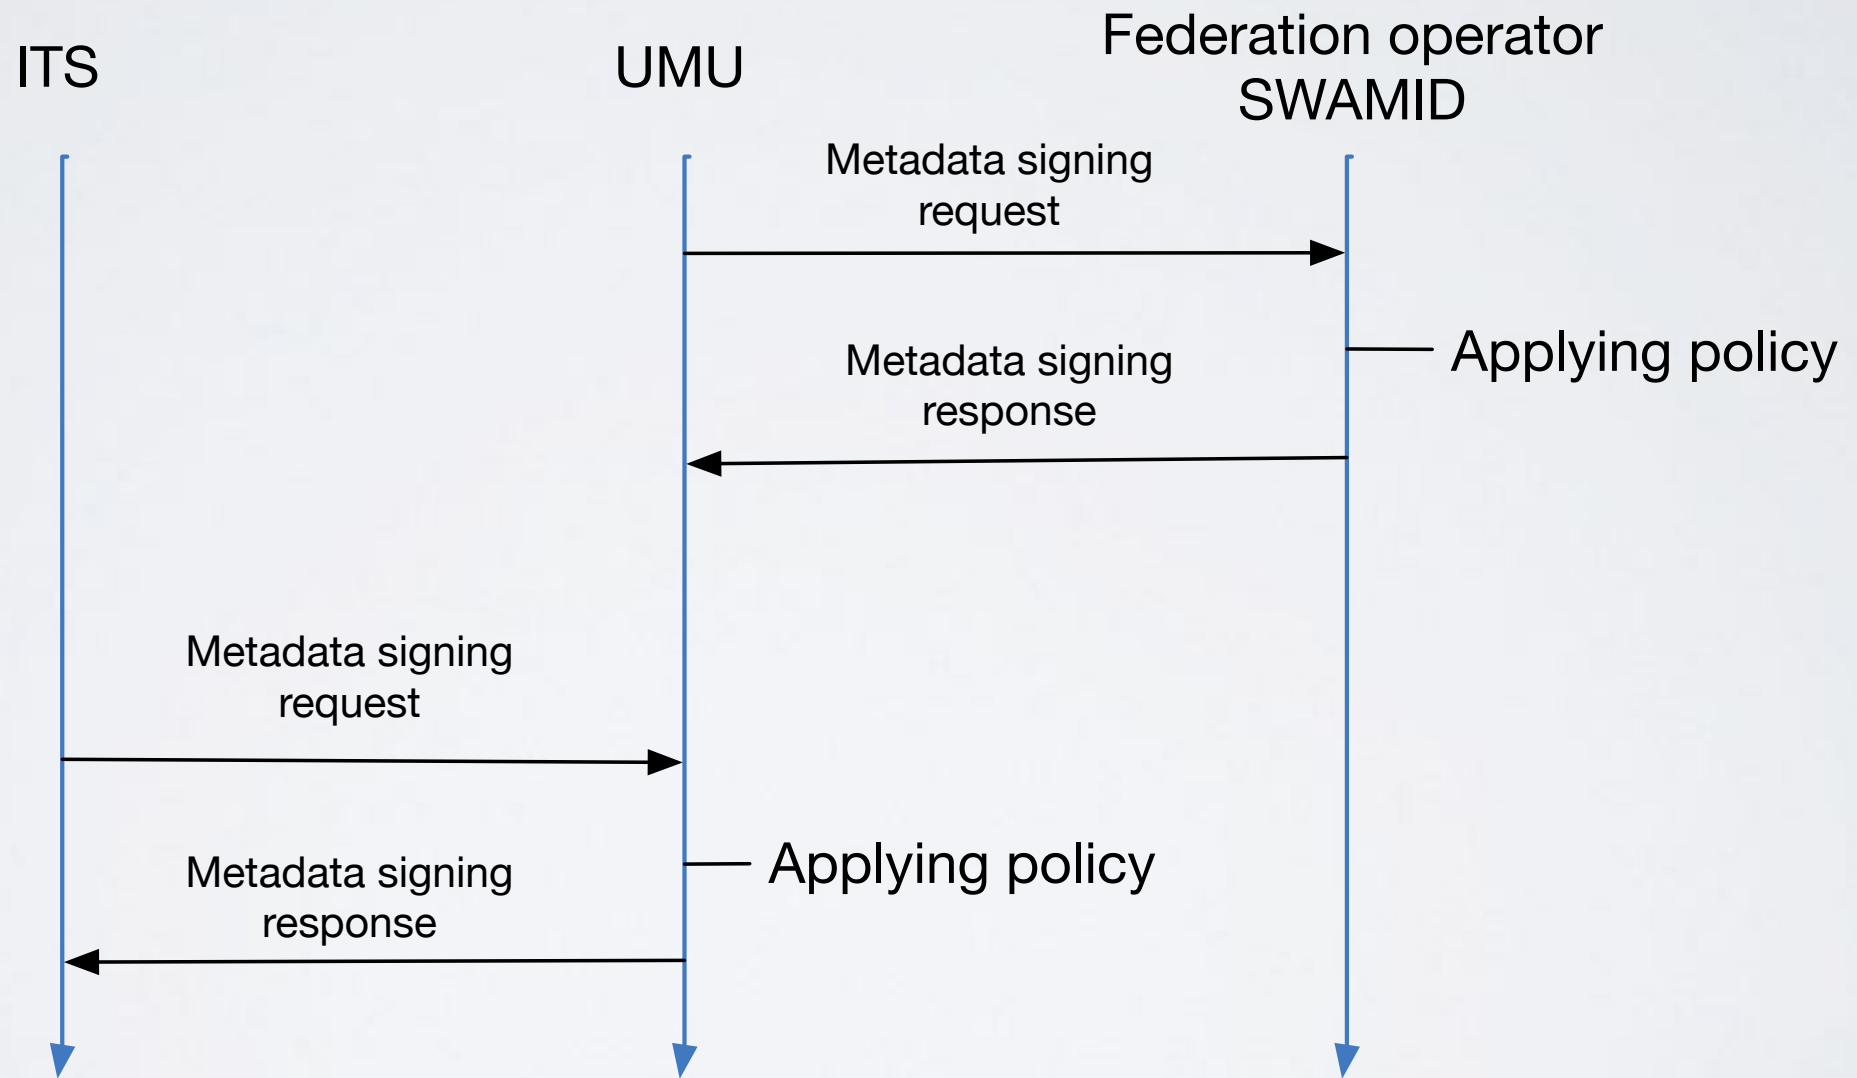 ITS
UMU
Federation operator
SWAMID
Metadata signing
request
Applying policy
Metadata signing
response
Metadata signing
request
Applying policy
Metadata signing
response